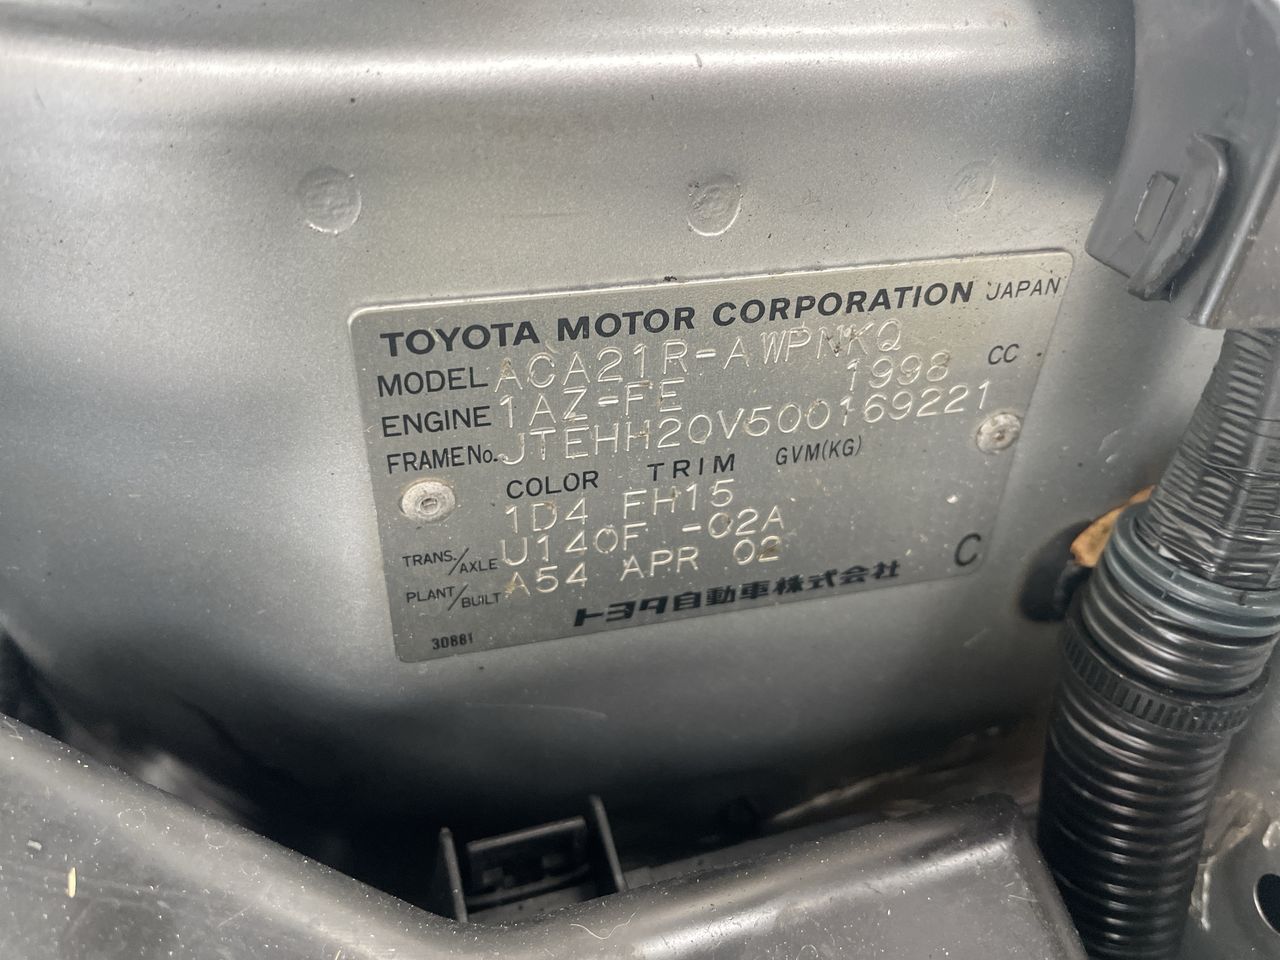 TOYOTA MOTOR CORPORATION JAPAN
MODEL ACA21R-AWPNKQ
ENGINE 1AZ-FE 1998 CC
FRAME No. JTEHH20V500169221
COLOR TRIM GVM(KG)
1D4 FH15
TRANS./AXLE U140F -02A
PLANT/BUILT A54 APR 02
トヨタ自動車株式会社 C
30881